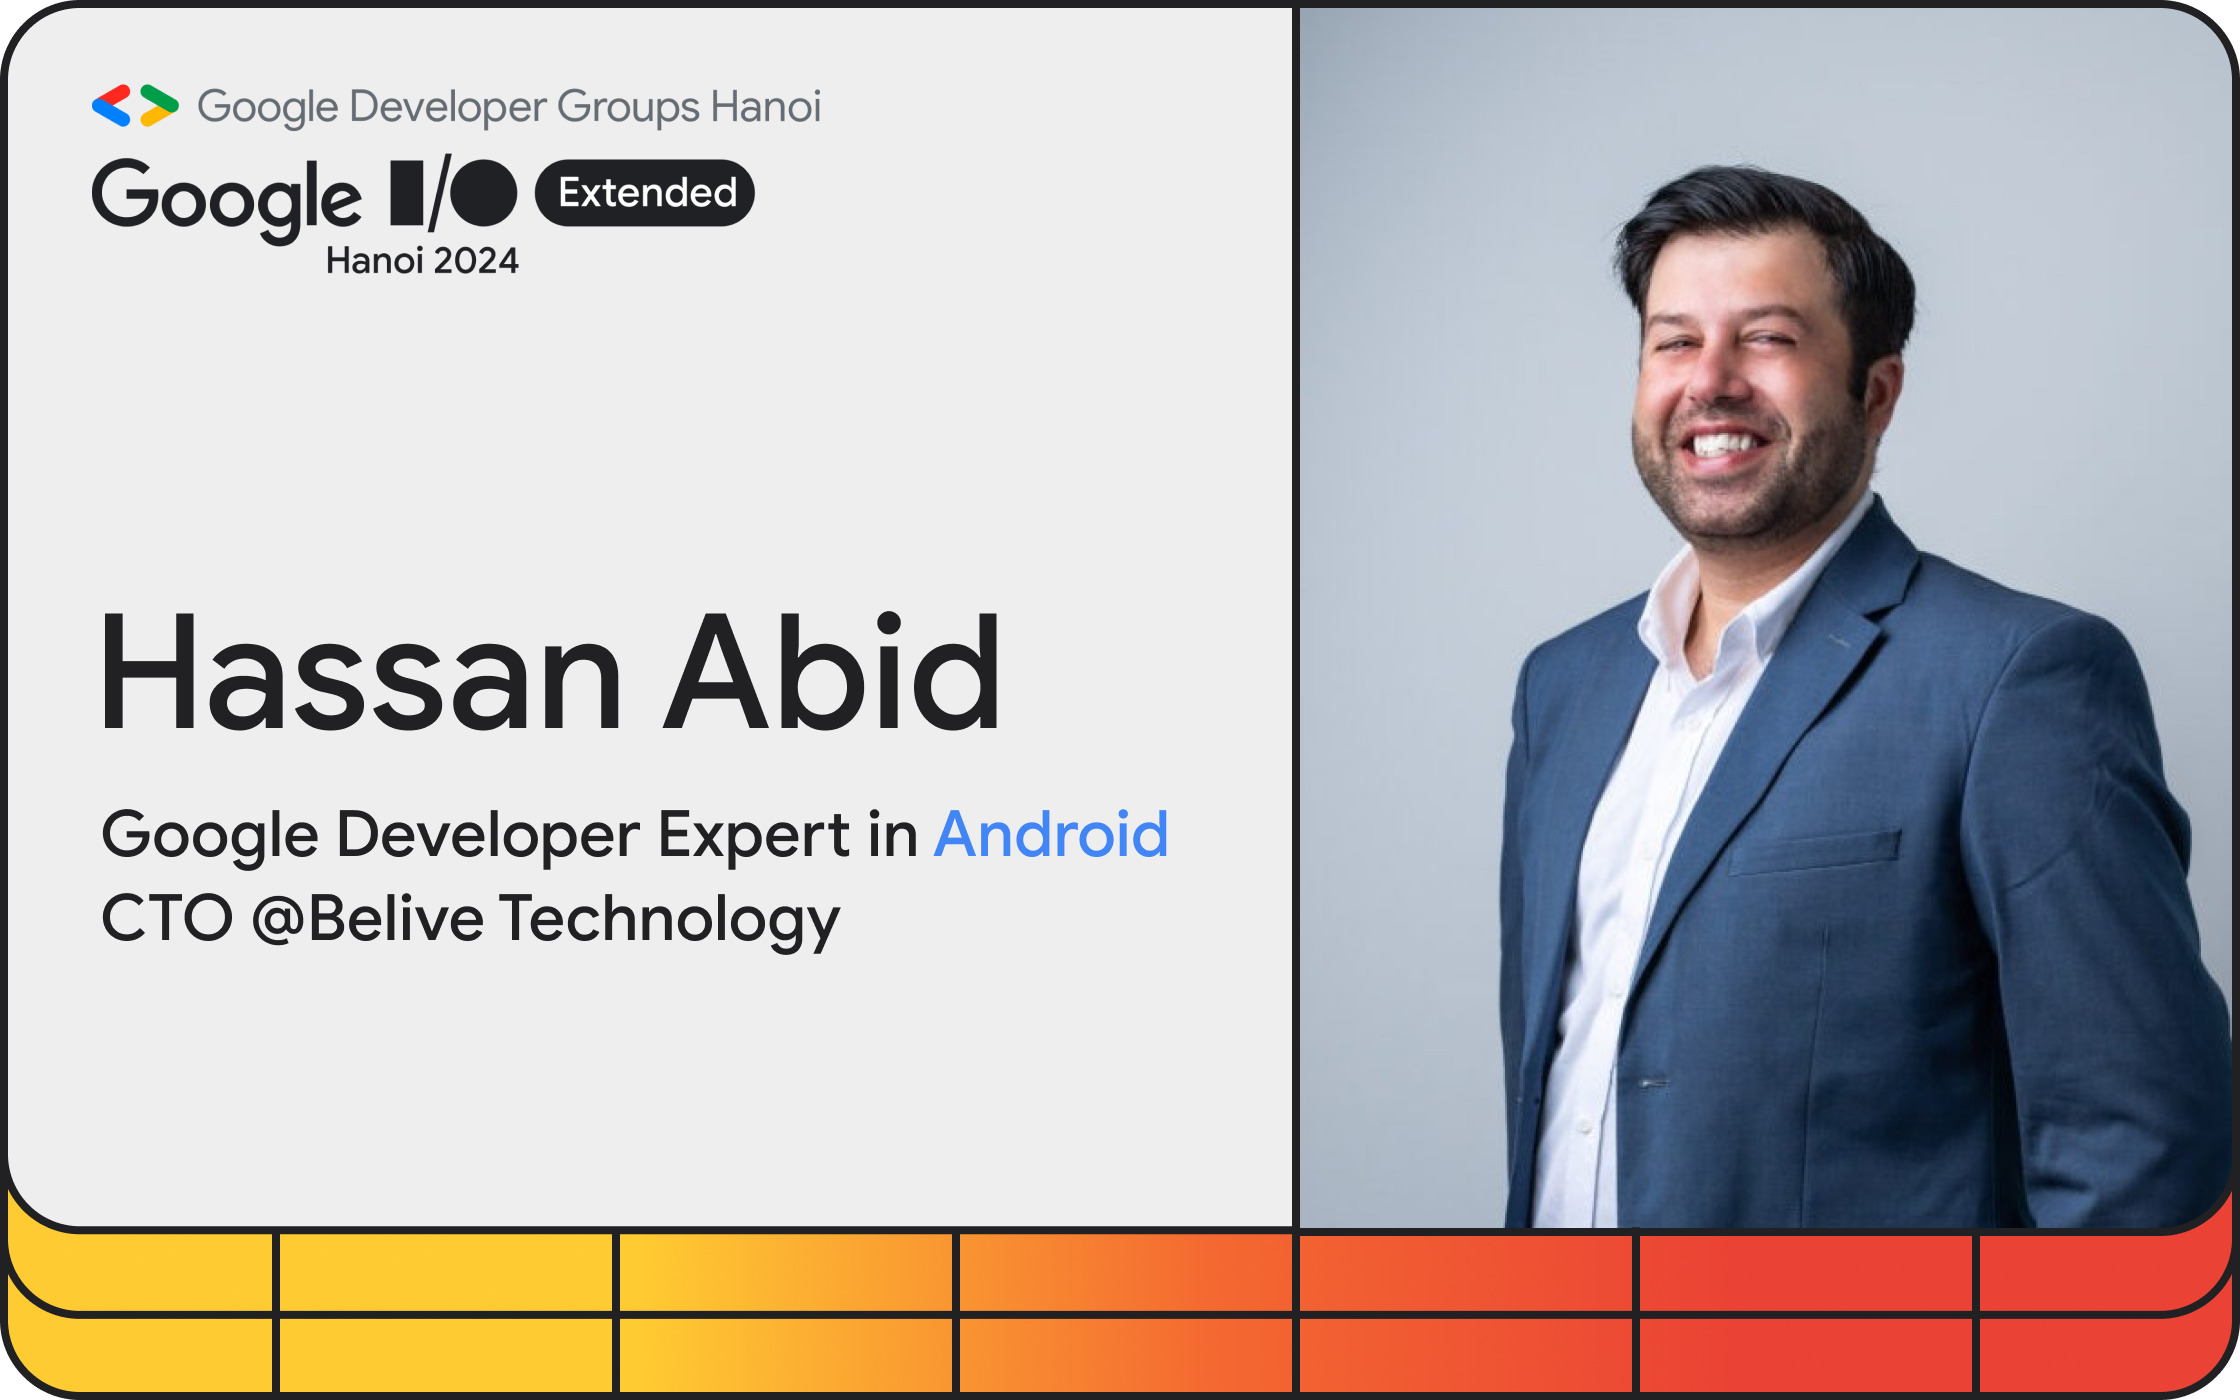 Google Developer Groups Hanoi
Google I/O Extended
Hanoi 2024
Hassan Abid
Google Developer Expert in Android
CTO @Belive Technology